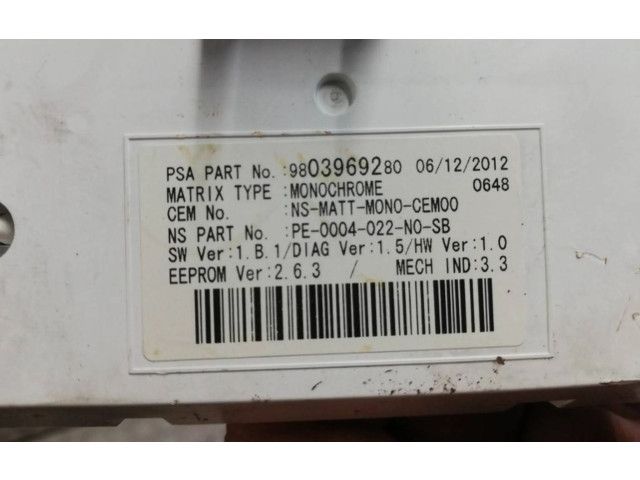 PSA PART No.:9803969280 06/12/2012
MATRIX TYPE :MONOCHROME 0648
CEM No. :NS-MATT-MONO-CEM00
NS PART No. :PE-0004-022-N0-SB
SW Ver:1.B.1/DIAG Ver:1.5/HW Ver:1.0
EEPROM Ver:2.6.3 / MECH IND:3.3